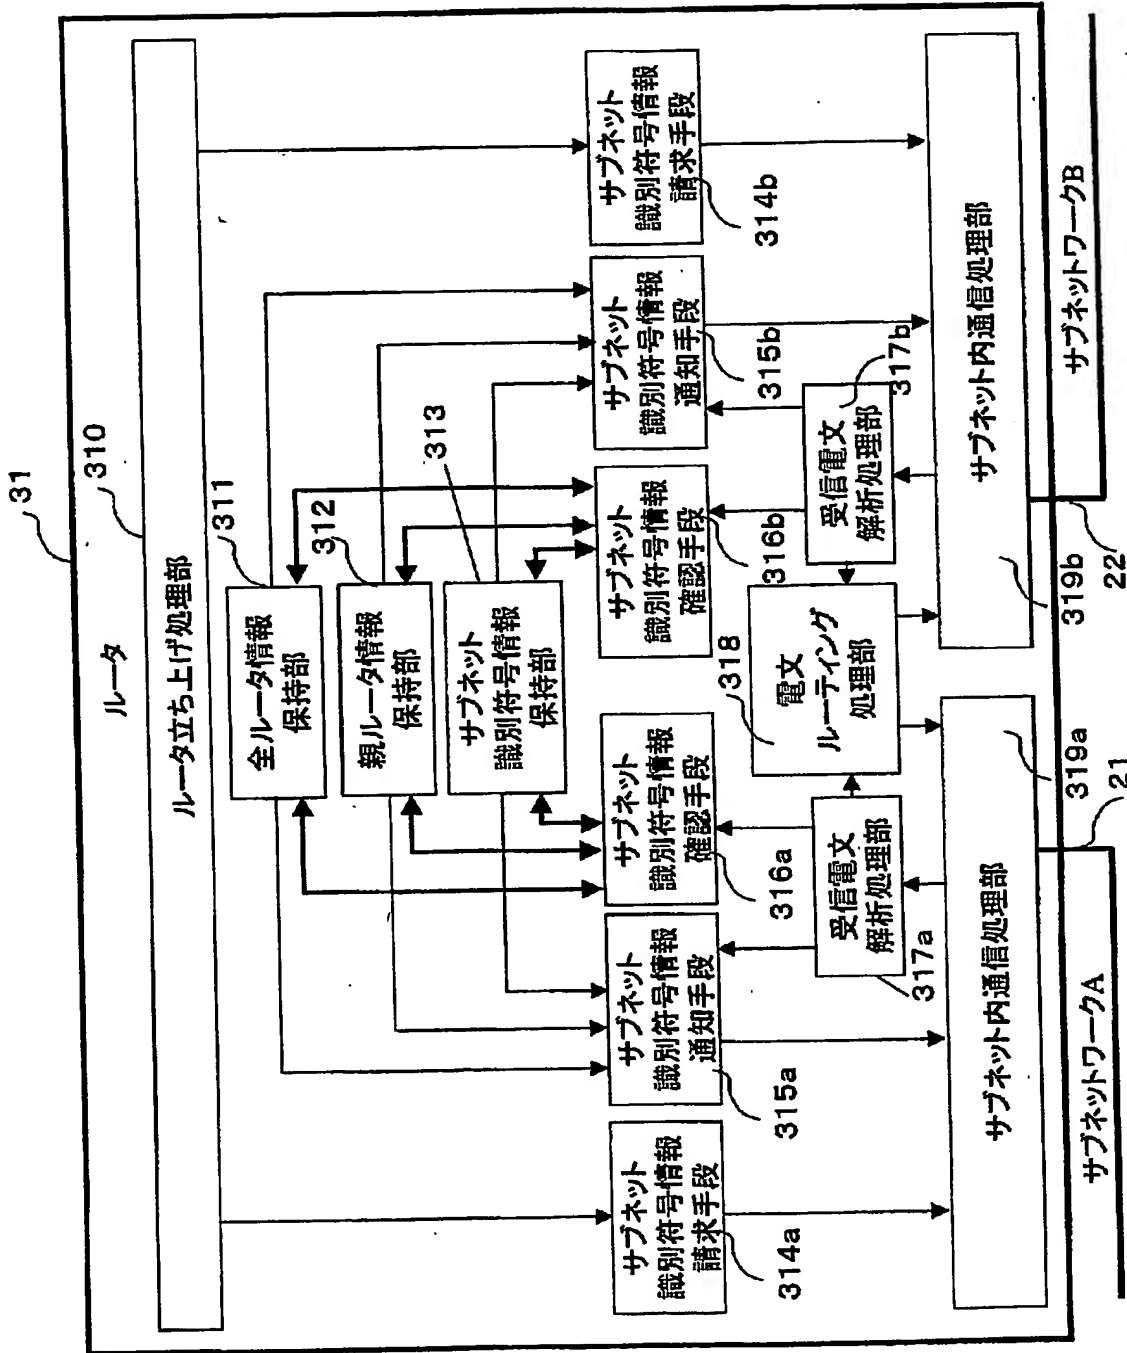 31
ルータ
310
ルータ立ち上げ処理部
311
全ルータ情報
保持部
312
親ルータ情報
保持部
313
サブネット
識別符号情報
保持部
サブネット
識別符号情報
請求手段
314a
サブネット
識別符号情報
通知手段
315a
サブネット
識別符号情報
確認手段
316a
サブネット
識別符号情報
確認手段
316b
サブネット
識別符号情報
通知手段
315b
サブネット
識別符号情報
請求手段
314b
受信電文
解析処理部
317a
318
電文
ルーティング
処理部
受信電文
解析処理部
317b
サブネット内通信処理部
319a
サブネット内通信処理部
319b
サブネットワークA
21
22
サブネットワークB